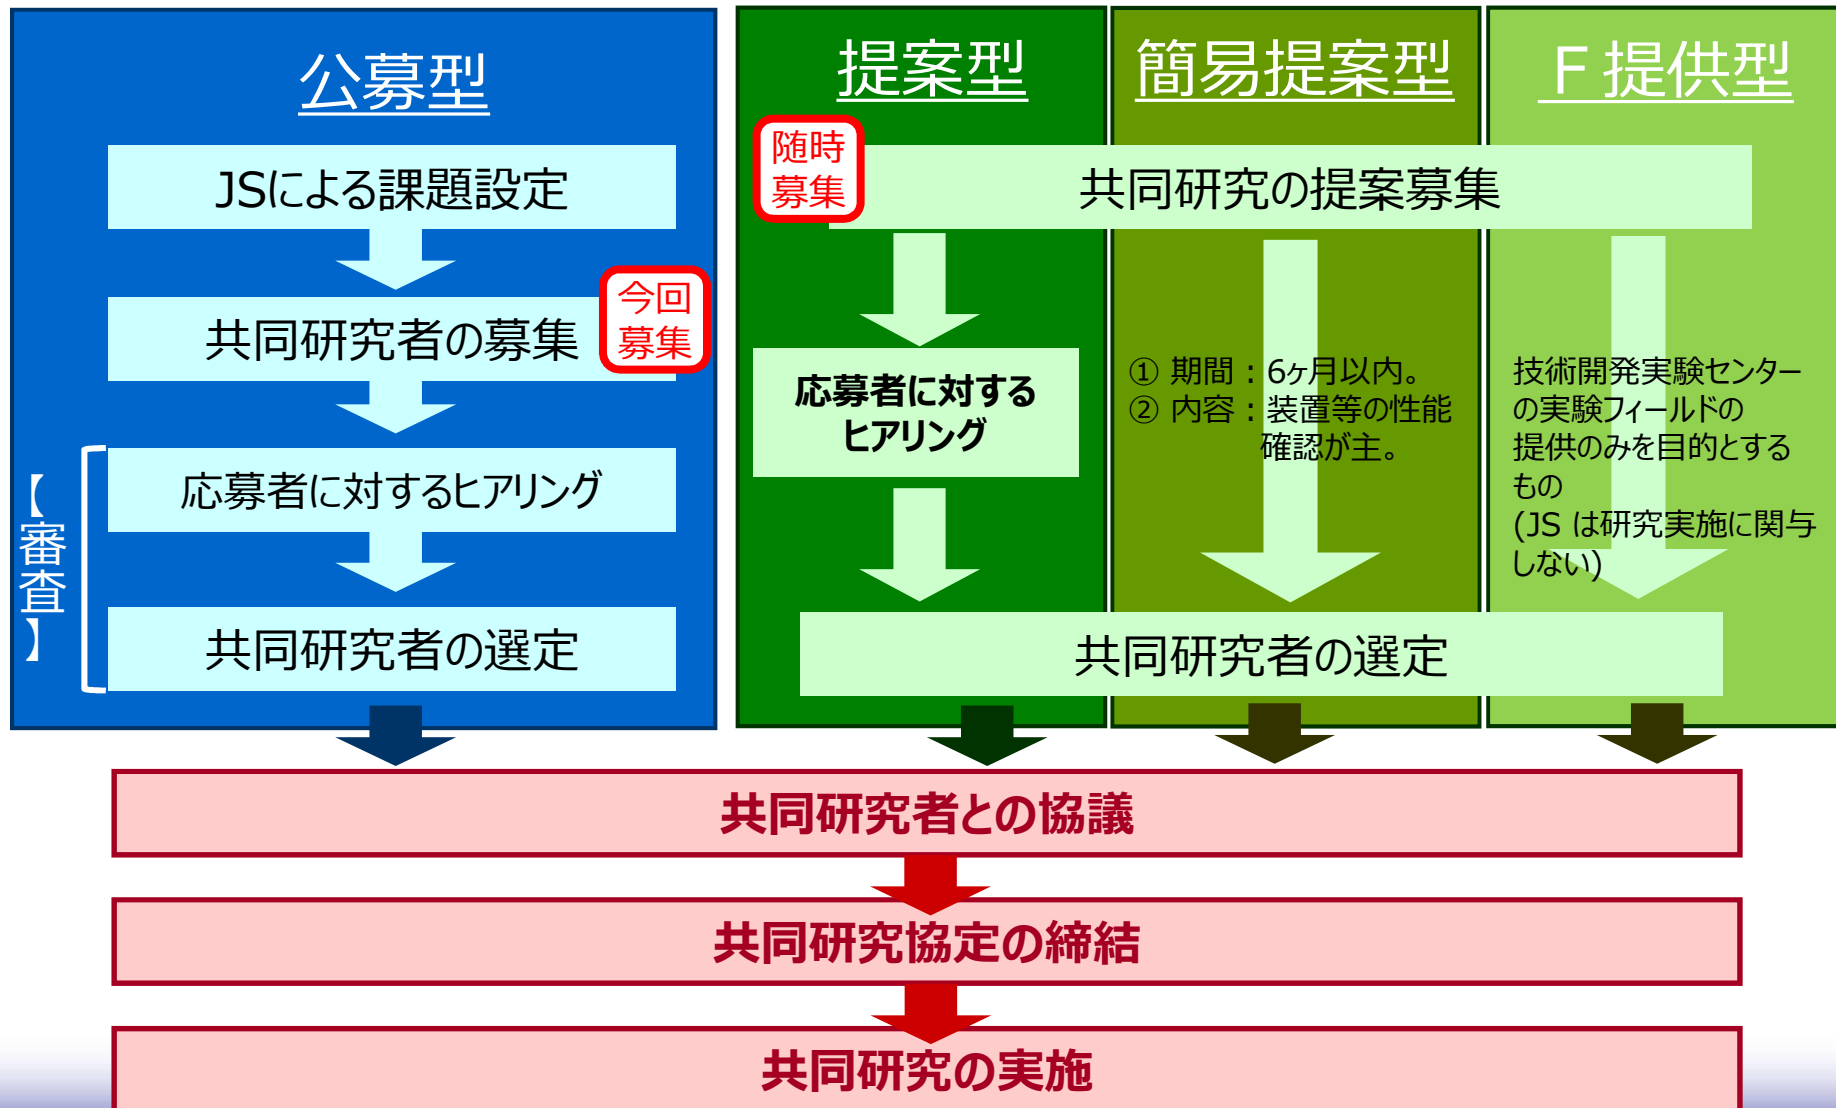 公募型
JSによる課題設定
共同研究者の募集
今回
募集
【審査】
応募者に対するヒアリング
共同研究者の選定
提案型
簡易提案型
Ｆ提供型
随時
募集
共同研究の提案募集
応募者に対する
ヒアリング
① 期間：6ヶ月以内。
② 内容：装置等の性能
確認が主。
技術開発実験センター
の実験フィールドの
提供のみを目的とする
もの
(JS は研究実施に関与
しない)
共同研究者の選定
共同研究者との協議
共同研究協定の締結
共同研究の実施